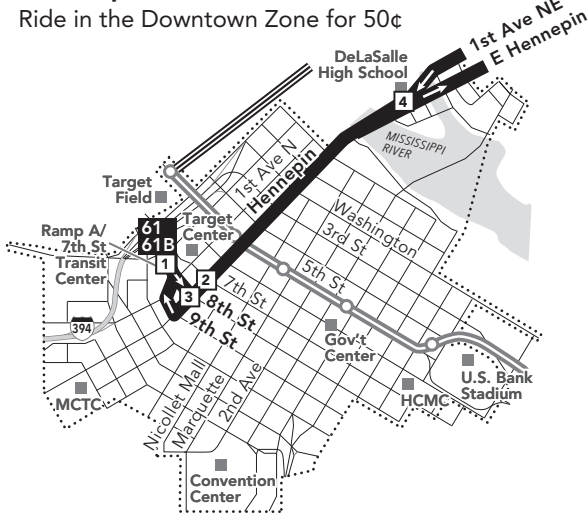 Ride in the Downtown Zone for 50¢
1st Ave NE
E Hennepin
DeLaSalle
High School
4
MISSISSIPPI
RIVER
1st Ave N
Hennepin
Target
Field
Target
Center
Washington
3rd St
5th St
Ramp A/
7th St
Transit
Center
61
61B
1
2
3
7th St
8th St
9th St
394
Gov't
Center
U.S. Bank
Stadium
HCMC
MCTC
Nicollet Mall
Marquette
2nd Ave
Convention
Center